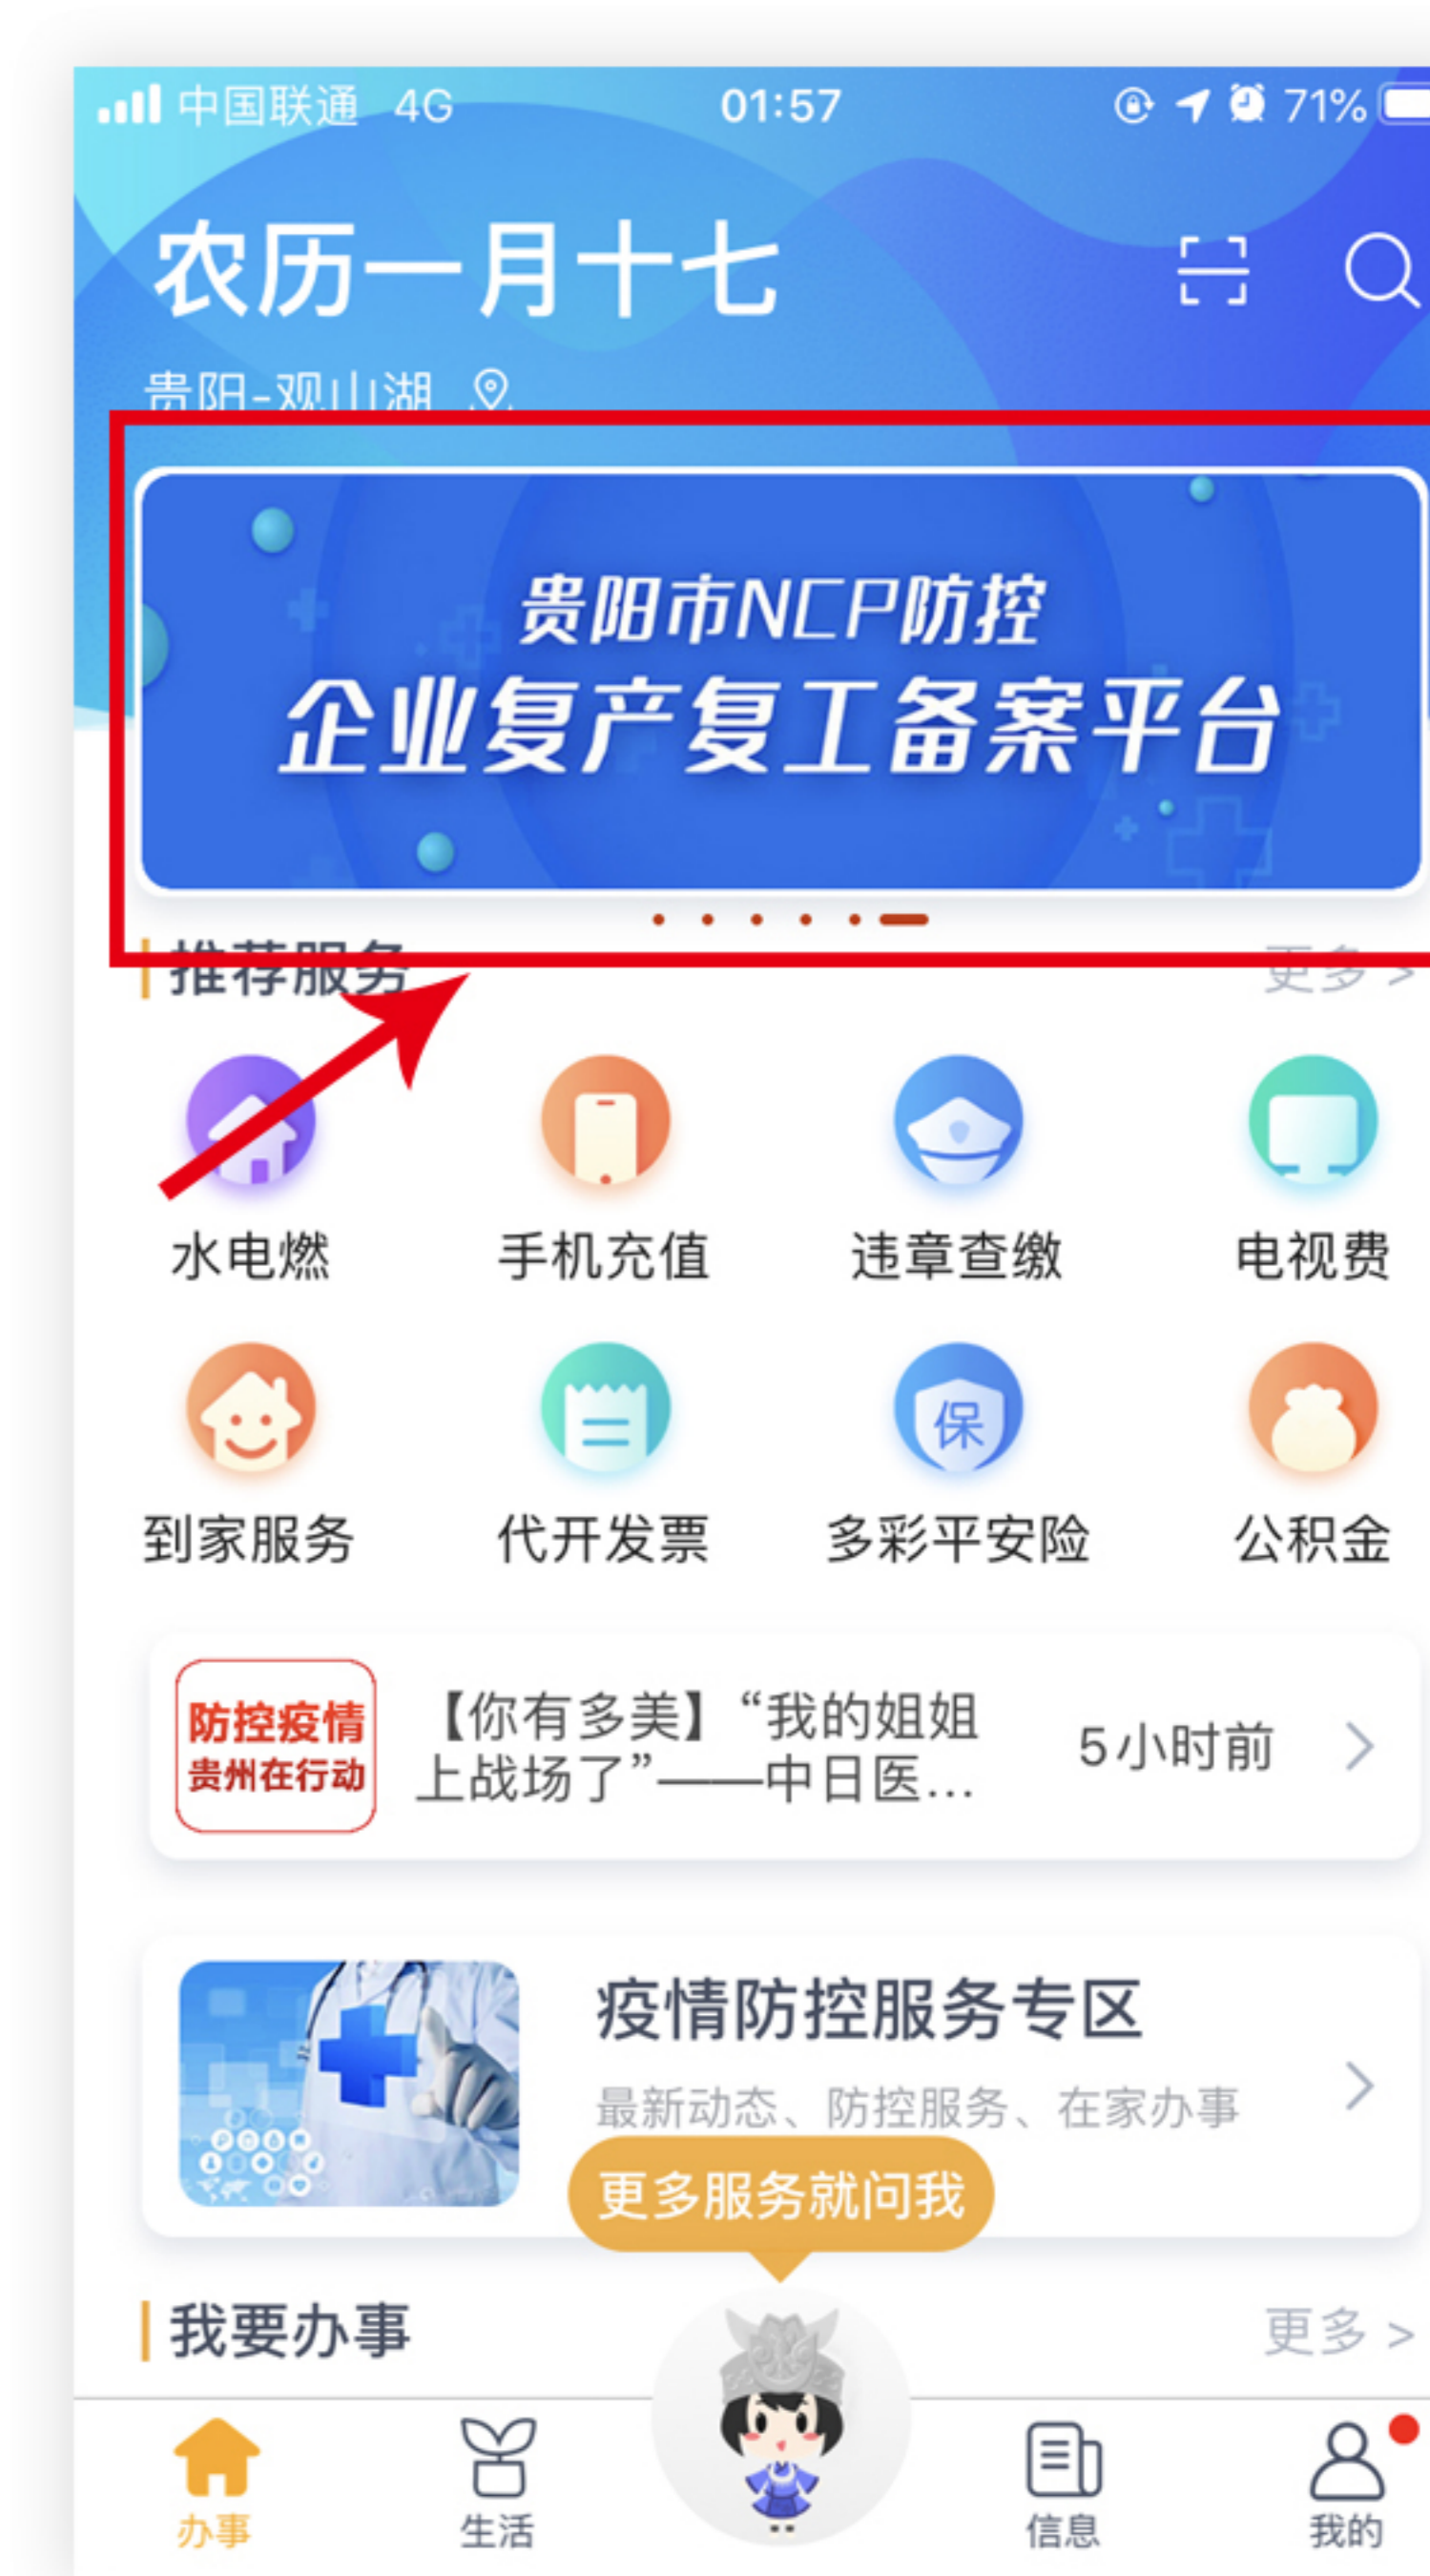 中国联通 4G 01:57 71%
农历一月十七
贵阳-观山湖
贵阳市NCP防控
企业复产复工备案平台
推荐服务 更多 >
水电燃 手机充值 违章查缴 电视费
保
到家服务 代开发票 多彩平安险 公积金
防控疫情
贵州在行动
【你有多美】“我的姐姐
上战场了”——中日医...
5小时前
疫情防控服务专区
最新动态、防控服务、在家办事
更多服务就问我
我要办事 更多 >
办事 生活 信息 我的